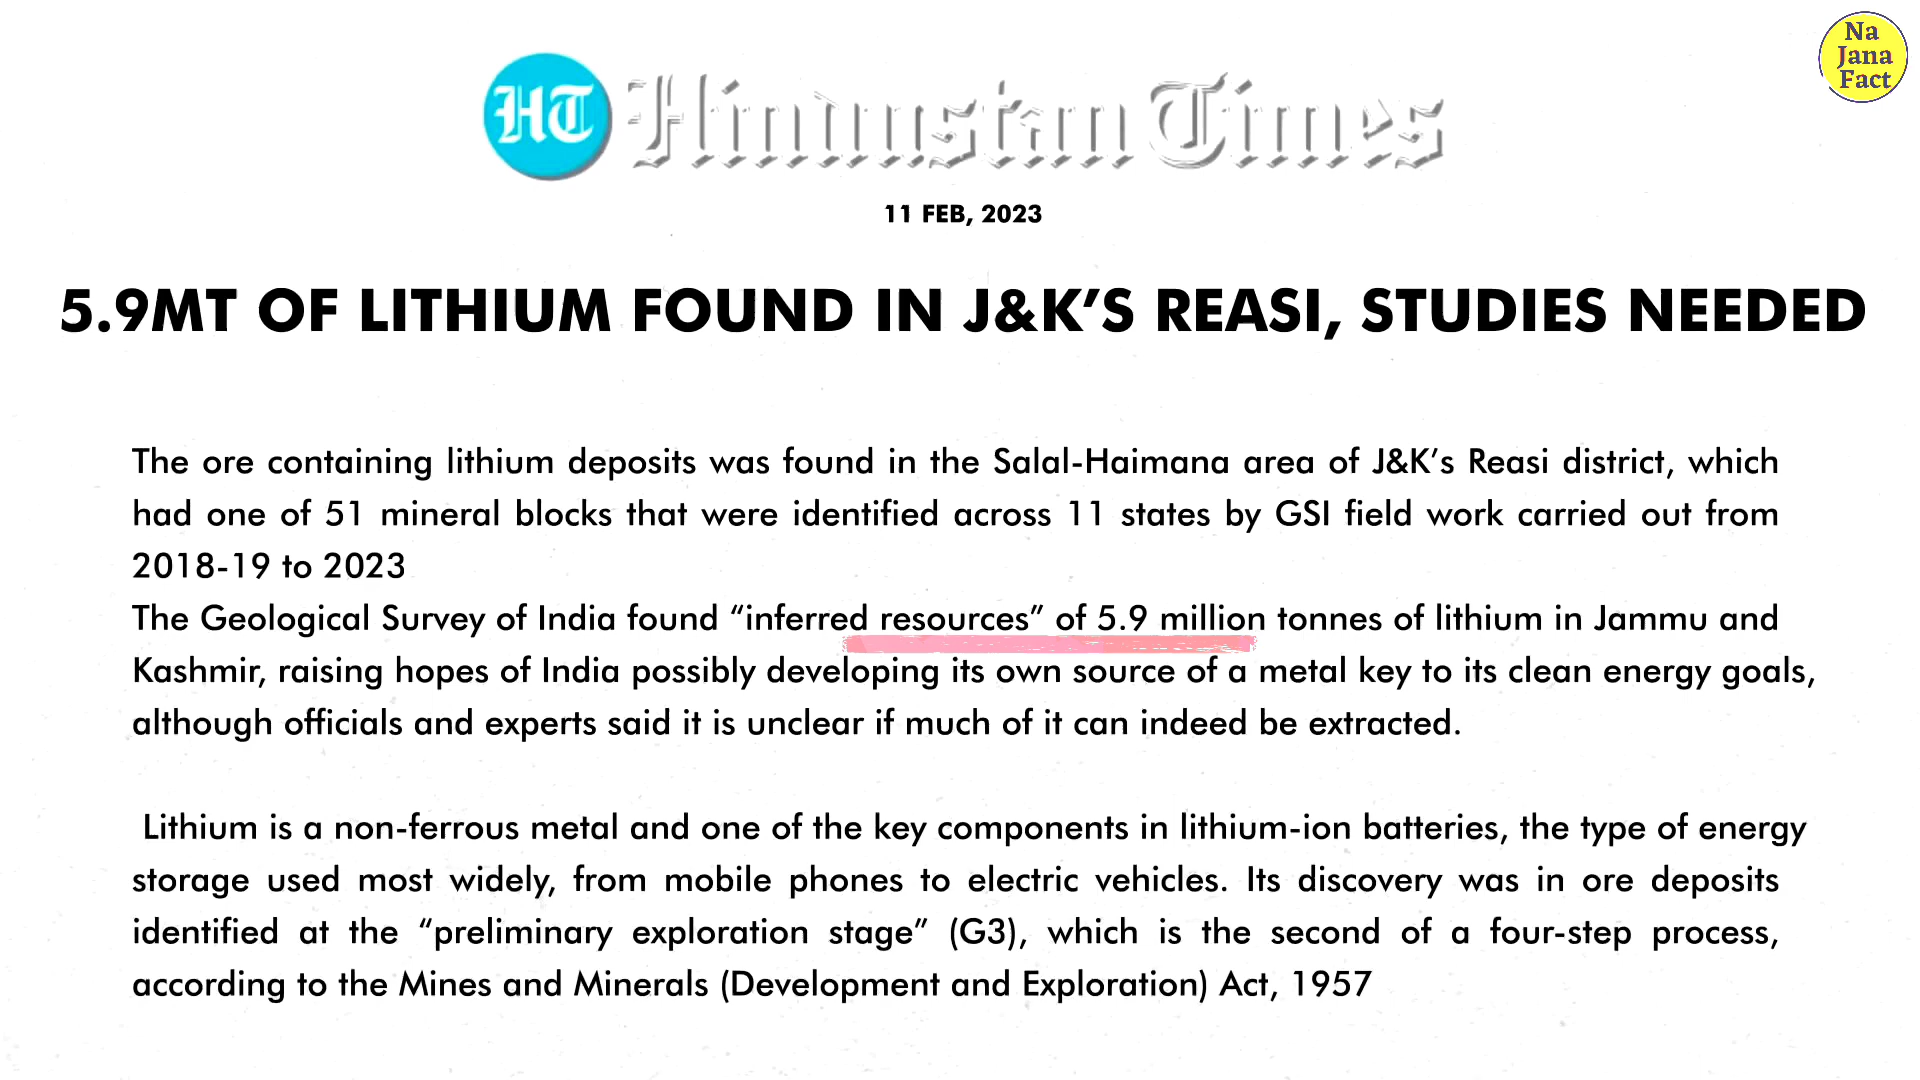 Na
Jana
Fact
HT Hindustan Times
11 FEB, 2023
5.9MT OF LITHIUM FOUND IN J&K’S REASI, STUDIES NEEDED
The ore containing lithium deposits was found in the Salal-Haimana area of J&K’s Reasi district, which
had one of 51 mineral blocks that were identified across 11 states by GSI field work carried out from
2018-19 to 2023
The Geological Survey of India found “inferred resources” of 5.9 million tonnes of lithium in Jammu and
Kashmir, raising hopes of India possibly developing its own source of a metal key to its clean energy goals,
although officials and experts said it is unclear if much of it can indeed be extracted.
Lithium is a non-ferrous metal and one of the key components in lithium-ion batteries, the type of energy
storage used most widely, from mobile phones to electric vehicles. Its discovery was in ore deposits
identified at the “preliminary exploration stage” (G3), which is the second of a four-step process,
according to the Mines and Minerals (Development and Exploration) Act, 1957